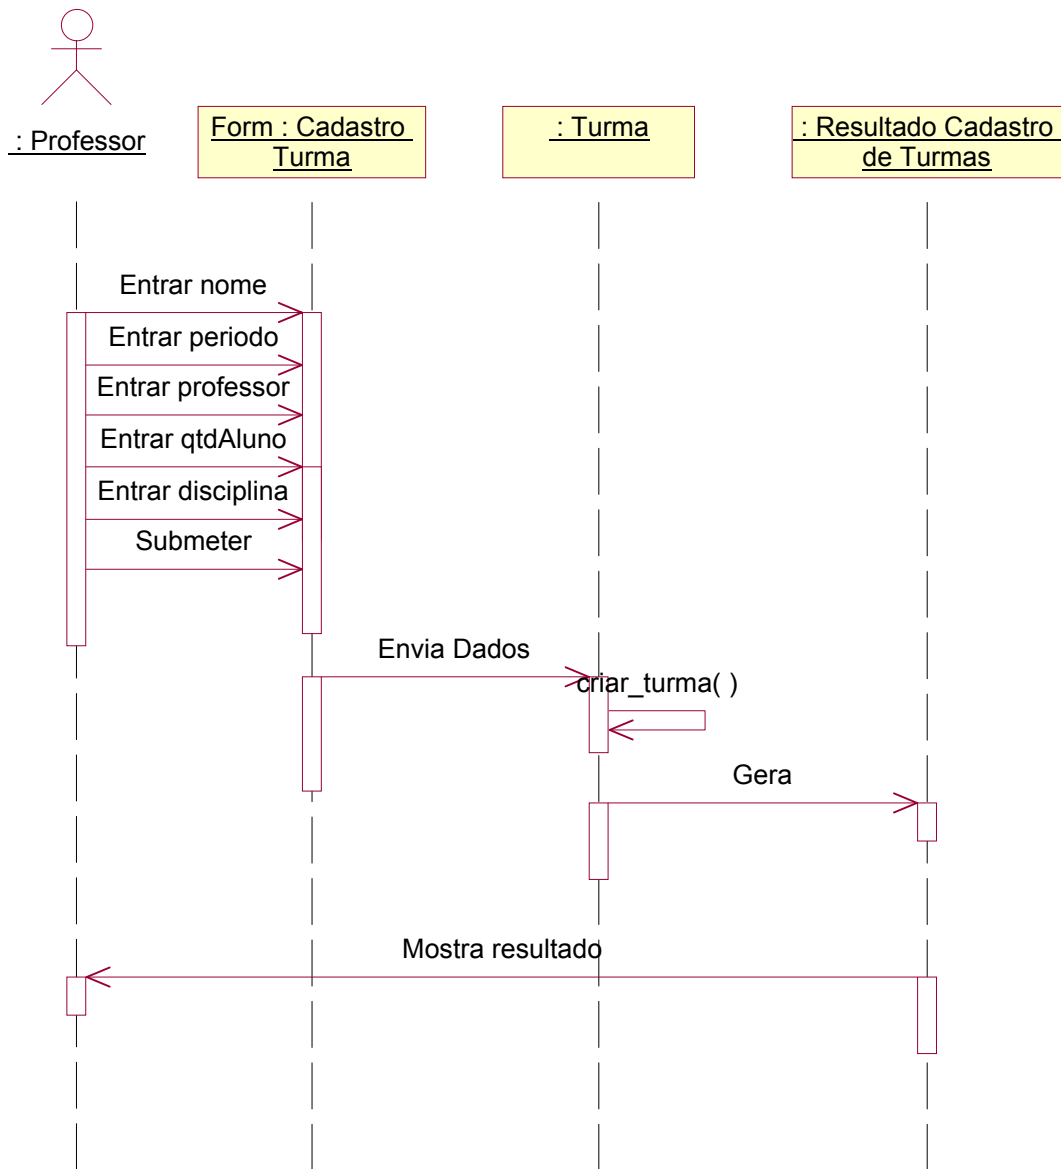 : Professor
Form : Cadastro
Turma
: Turma
: Resultado Cadastro
de Turmas
Entrar nome
Entrar periodo
Entrar professor
Entrar qtdAluno
Entrar disciplina
Submeter
Envia Dados
criar_turma( )
Gera
Mostra resultado